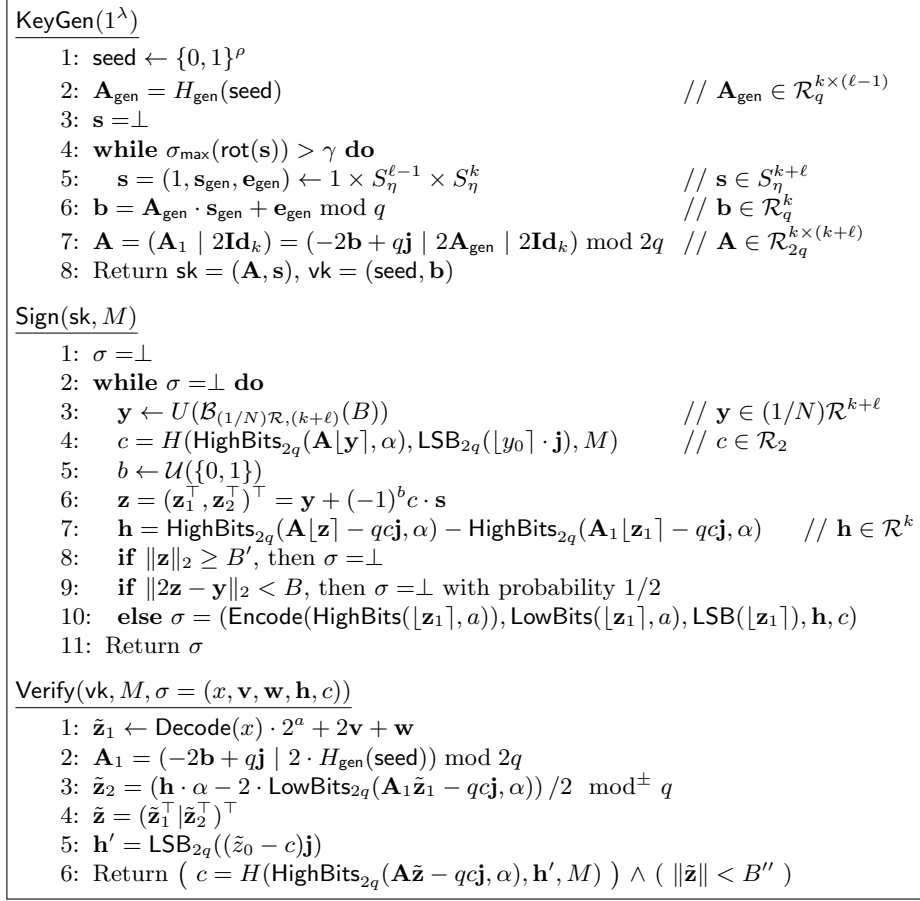 KeyGen(1^λ)
1: seed ← {0, 1}^ρ
2: A_gen = H_gen(seed) // A_gen ∈ R_q^{k×(ℓ−1)}
3: s =⊥
4: while σ_max(rot(s)) > γ do
5: s = (1, s_gen, e_gen) ← 1 × S_η^{ℓ−1} × S_η^k // s ∈ S_η^{k+ℓ}
6: b = A_gen · s_gen + e_gen mod q // b ∈ R_q^k
7: A = (A_1 | 2Id_k) = (−2b + qj | 2A_gen | 2Id_k) mod 2q // A ∈ R_{2q}^{k×(k+ℓ)}
8: Return sk = (A, s), vk = (seed, b)
Sign(sk, M)
1: σ =⊥
2: while σ =⊥ do
3: y ← U(B_{(1/N)R,(k+ℓ)}(B)) // y ∈ (1/N)R^{k+ℓ}
4: c = H(HighBits_{2q}(A⌊y⌉, α), LSB_{2q}(⌊y_0⌉ · j), M) // c ∈ R_2
5: b ← U({0, 1})
6: z = (z_1^⊤, z_2^⊤)^⊤ = y + (−1)^b c · s
7: h = HighBits_{2q}(A⌊z⌉ − qcj, α) − HighBits_{2q}(A_1⌊z_1⌉ − qcj, α) // h ∈ R^k
8: if ‖z‖_2 ≥ B′, then σ =⊥
9: if ‖2z − y‖_2 < B, then σ =⊥ with probability 1/2
10: else σ = (Encode(HighBits(⌊z_1⌉, a)), LowBits(⌊z_1⌉, a), LSB(⌊z_1⌉), h, c)
11: Return σ
Verify(vk, M, σ = (x, v, w, h, c))
1: z̃_1 ← Decode(x) · 2^a + 2v + w
2: A_1 = (−2b + qj | 2 · H_gen(seed)) mod 2q
3: z̃_2 = (h · α − 2 · LowBits_{2q}(A_1z̃_1 − qcj, α)) /2 mod^± q
4: z̃ = (z̃_1^⊤|z̃_2^⊤)^⊤
5: h′ = LSB_{2q}((z̃_0 − c)j)
6: Return ( c = H(HighBits_{2q}(Az̃ − qcj, α), h′, M) ) ∧ ( ‖z̃‖ < B″ )